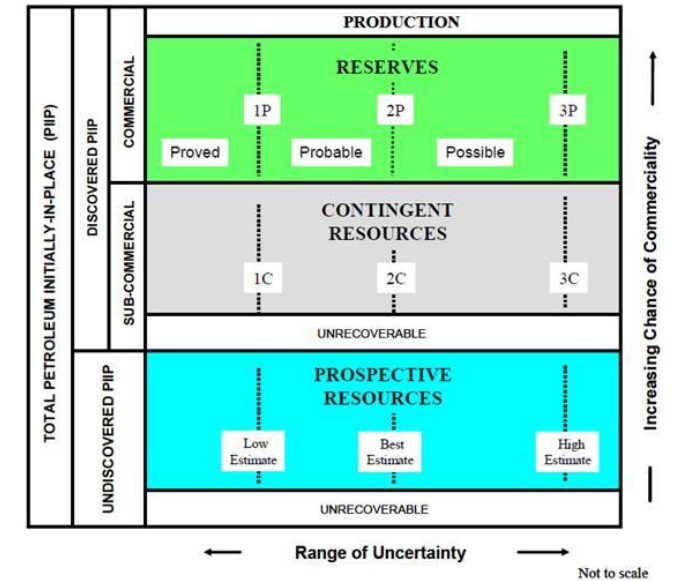 TOTAL PETROLEUM INITIALLY-IN-PLACE (PIIP)
DISCOVERED PIIP
UNDISCOVERED PIIP
COMMERCIAL
SUB-COMMERCIAL
PRODUCTION
RESERVES
1P
2P
3P
Proved
Probable
Possible
CONTINGENT
RESOURCES
1C
2C
3C
UNRECOVERABLE
PROSPECTIVE
RESOURCES
Low
Estimate
Best
Estimate
High
Estimate
UNRECOVERABLE
Increasing Chance of Commerciality
Range of Uncertainty
Not to scale